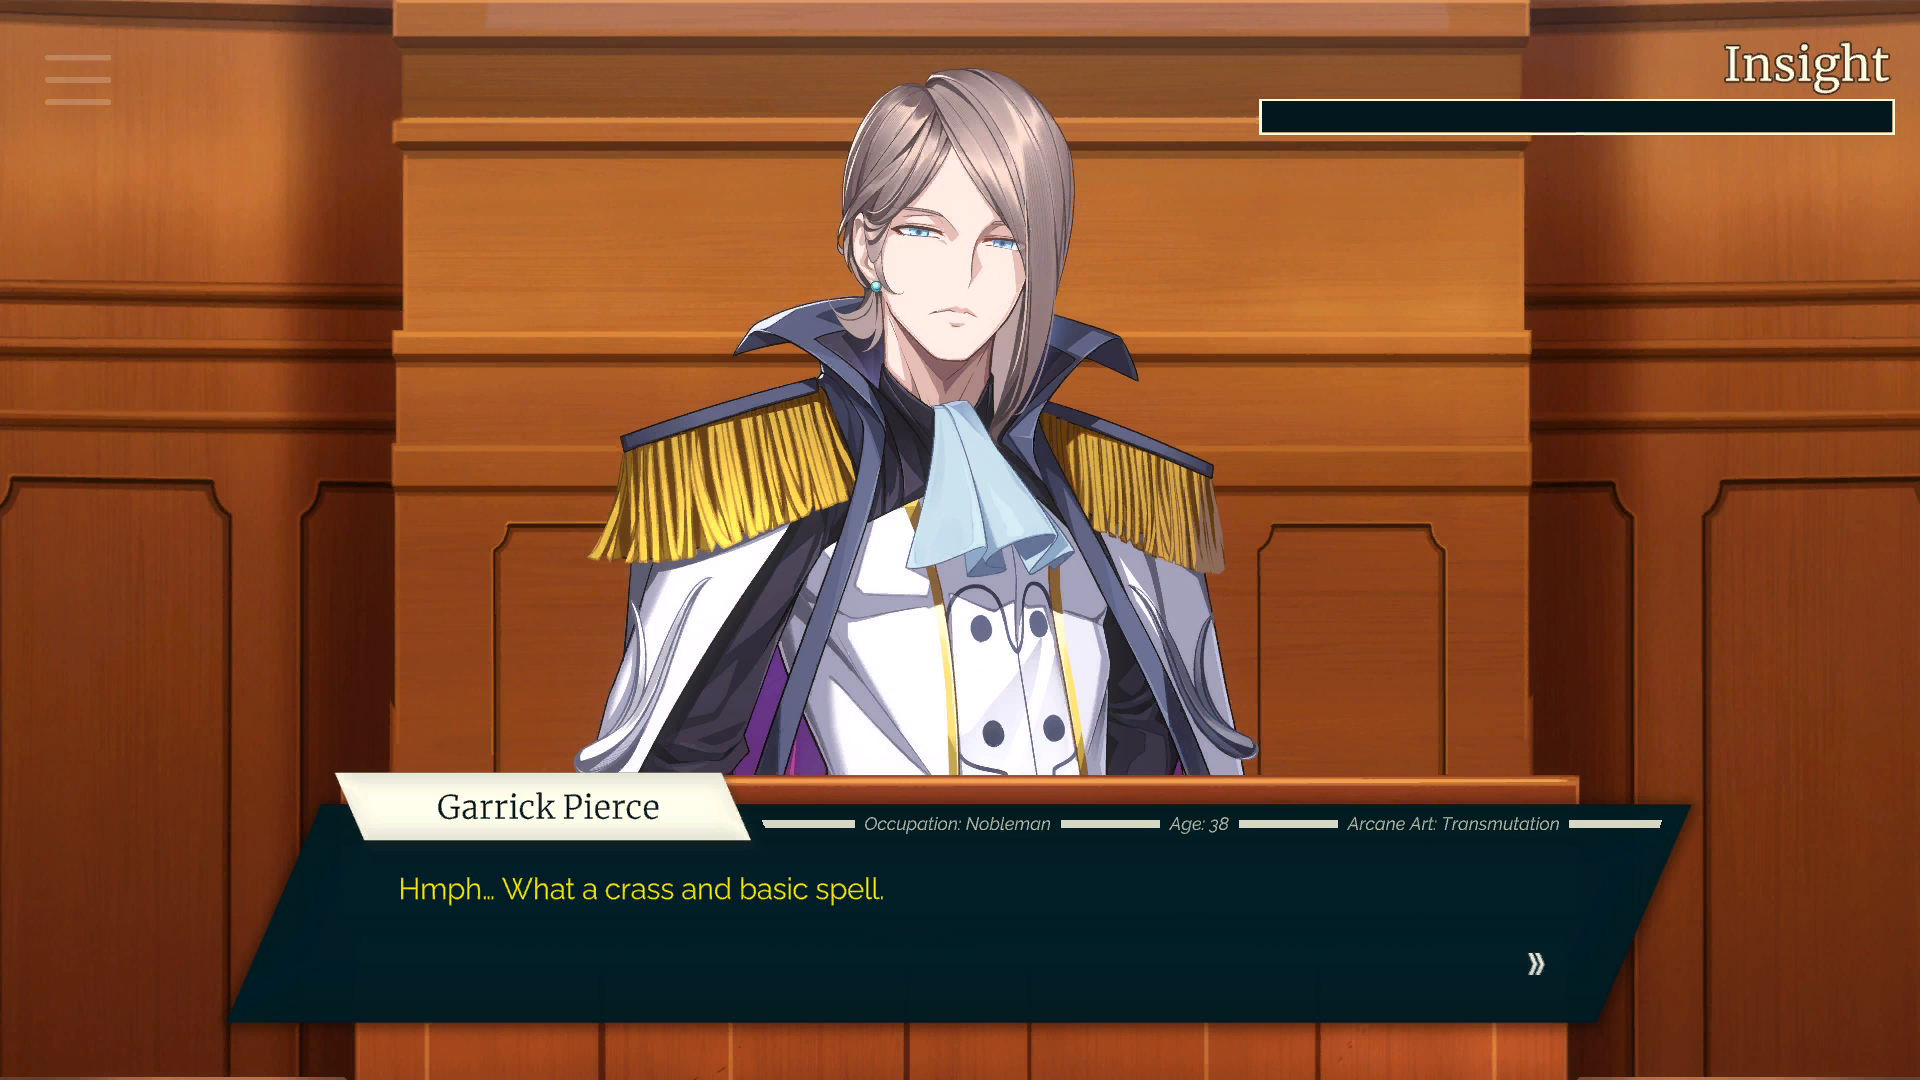 Insight
Garrick Pierce
Occupation: Nobleman Age: 38 Arcane Art: Transmutation
Hmph... What a crass and basic spell.